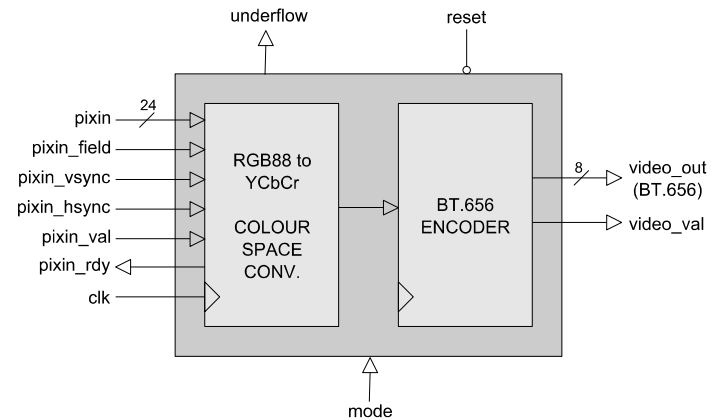 underflow
reset
24
pixin
pixin_field
pixin_vsync
pixin_hsync
pixin_val
pixin_rdy
clk
RGB88 to
YCbCr
COLOUR
SPACE
CONV.
BT.656
ENCODER
8
video_out
(BT.656)
video_val
mode